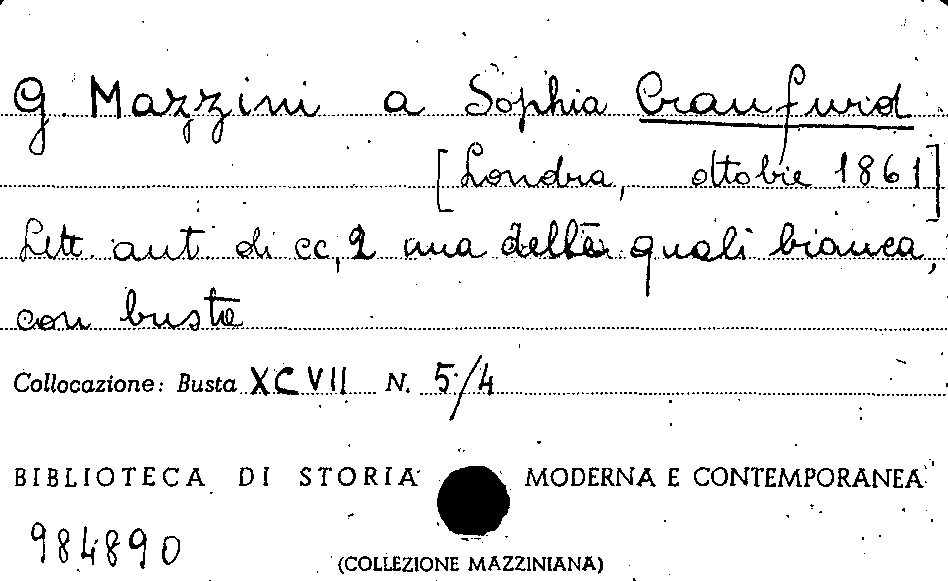 G. Mazzini a Sophia Craufurd
[Londra, ottobre 1861]
Lett. aut. di cc. 2 una delle quali bianca,
con busta
Collocazione: Busta XCVII N. 5/4
BIBLIOTECA DI STORIA MODERNA E CONTEMPORANEA
984890
(COLLEZIONE MAZZINIANA)